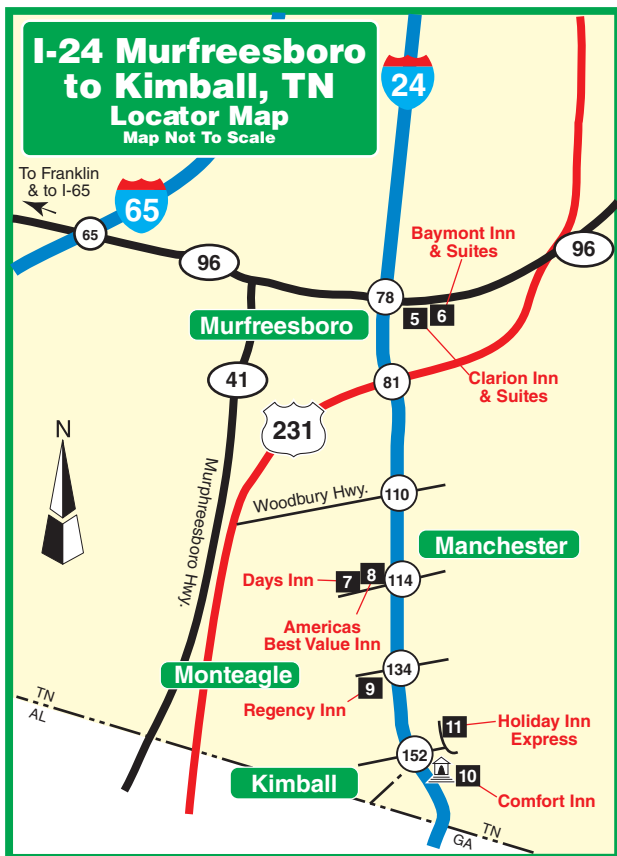 I-24 Murfreesboro
to Kimball, TN
Locator Map
Map Not To Scale
24
To Franklin
& to I-65
65
65
96
Baymont Inn
& Suites
96
78
5
6
Murfreesboro
41
81
Clarion Inn
& Suites
231
N
Murphreesboro Hwy.
Woodbury Hwy.
110
Manchester
Days Inn
7
8
114
Americas
Best Value Inn
Monteagle
134
9
Regency Inn
TN
AL
11
Holiday Inn
Express
152
Kimball
10
Comfort Inn
TN
GA